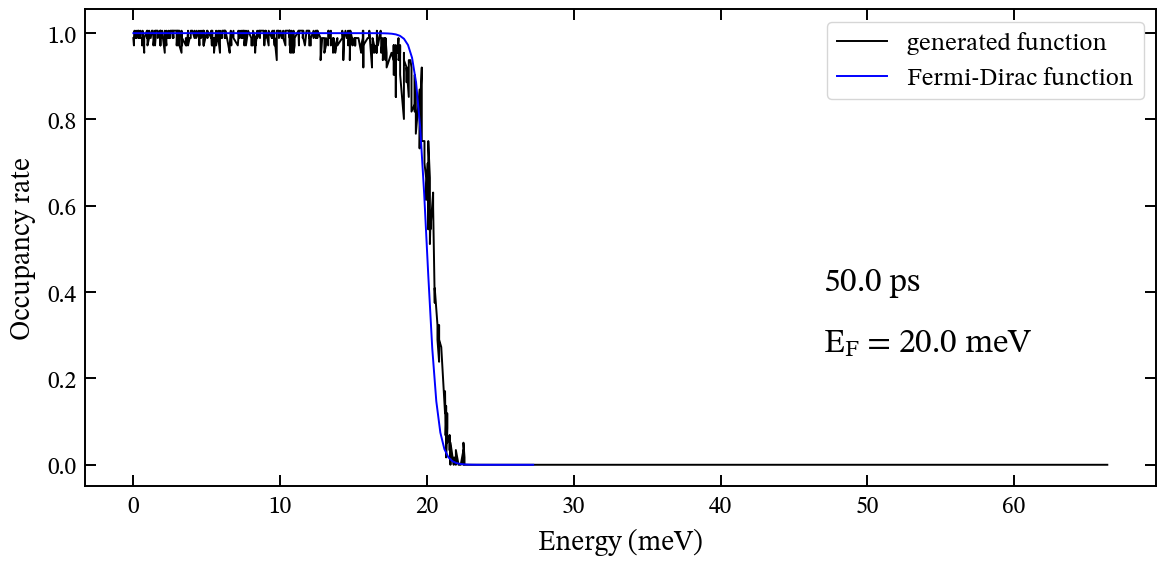 generated function
Fermi-Dirac function
1.0
0.8
0.6
0.4
0.2
0.0
Occupancy rate
50.0 ps
E_F = 20.0 meV
0 10 20 30 40 50 60
Energy (meV)